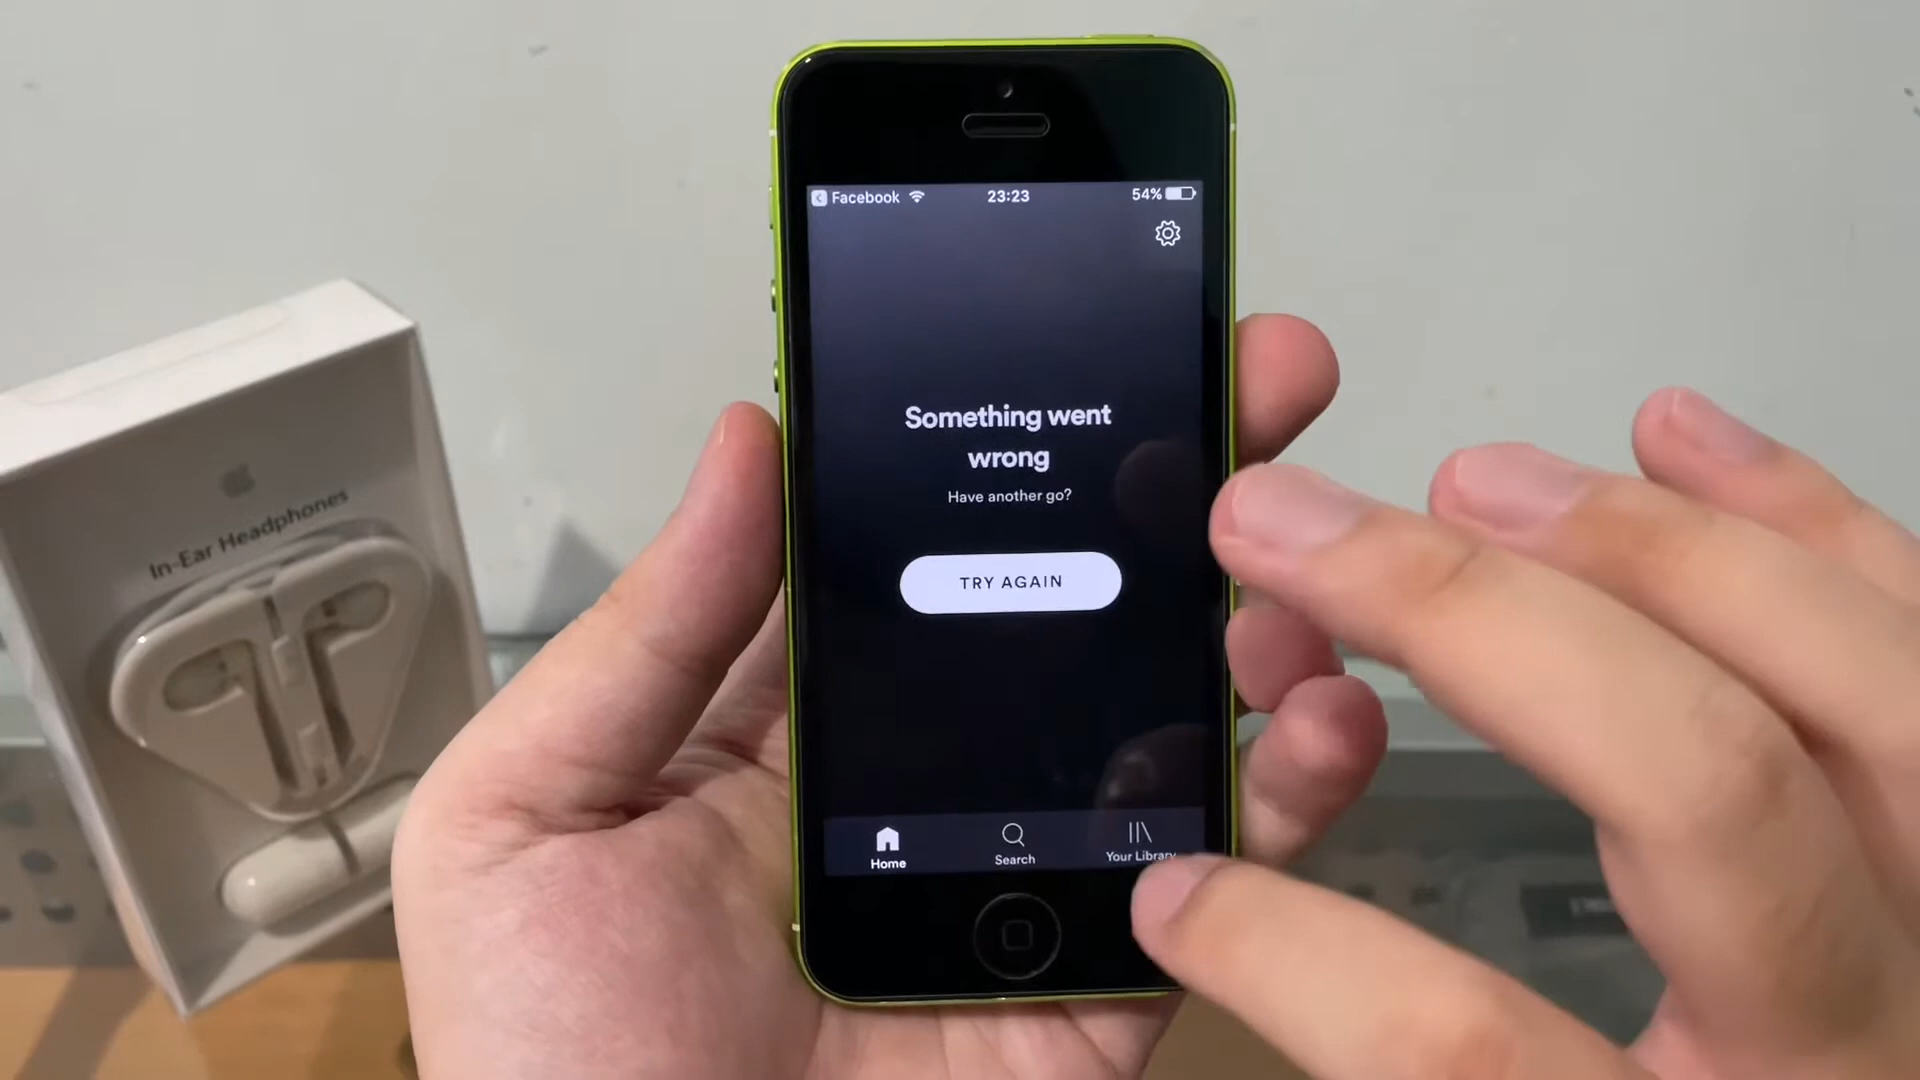 Facebook
23:23
54%
Something went
wrong
Have another go?
TRY AGAIN
Home
Search
Your Library
In-Ear Headphones